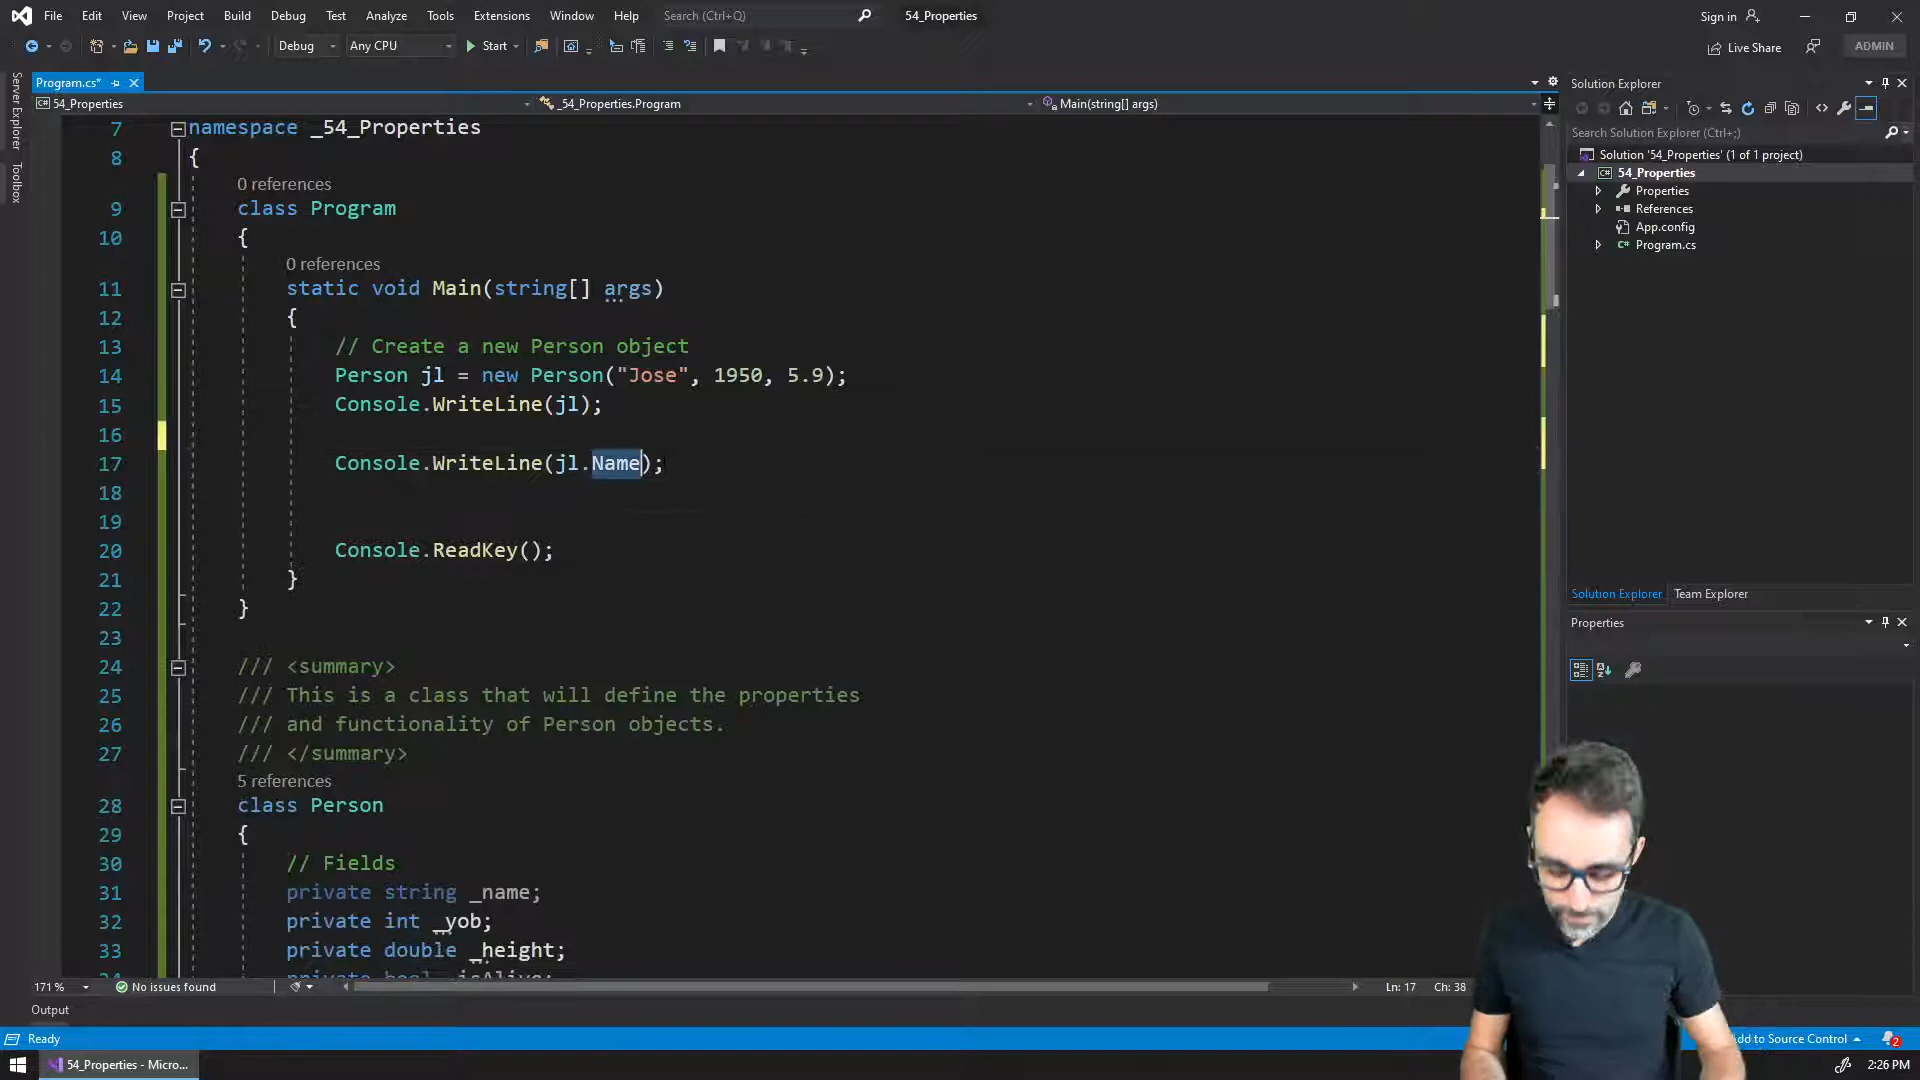 File Edit View Project Build Debug Test Analyze Tools Extensions Window Help Search (Ctrl+Q) 54_Properties Sign in
Debug Any CPU Start Live Share ADMIN
Server Explorer
Toolbox
Program.cs*
54_Properties _54_Properties.Program Main(string[] args)
7 namespace _54_Properties
8 {
0 references
9 class Program
10 {
0 references
11 static void Main(string[] args)
12 {
13 // Create a new Person object
14 Person jl = new Person("Jose", 1950, 5.9);
15 Console.WriteLine(jl);
16
17 Console.WriteLine(jl.Name);
18
19
20 Console.ReadKey();
21 }
22 }
23
24 /// <summary>
25 /// This is a class that will define the properties
26 /// and functionality of Person objects.
27 /// </summary>
5 references
28 class Person
29 {
30 // Fields
31 private string _name;
32 private int _yob;
33 private double _height;
171 % No issues found Ln: 17 Ch: 38
Output
Ready
Solution Explorer
Search Solution Explorer (Ctrl+;)
Solution '54_Properties' (1 of 1 project)
54_Properties
Properties
References
App.config
Program.cs
Solution Explorer Team Explorer
Properties
dd to Source Control 2
54_Properties - Micro...
2:26 PM